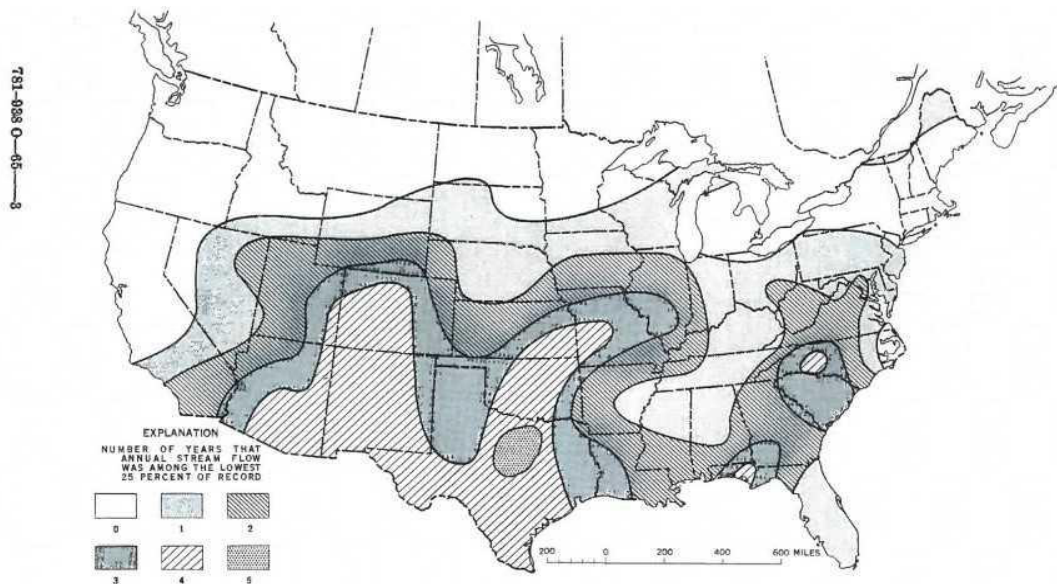 781-988 O—65——8
EXPLANATION
NUMBER OF YEARS THAT
ANNUAL STREAM FLOW
WAS AMONG THE LOWEST
25 PERCENT OF RECORD
0 1 2
3 4 5
200 0 200 400 600 MILES